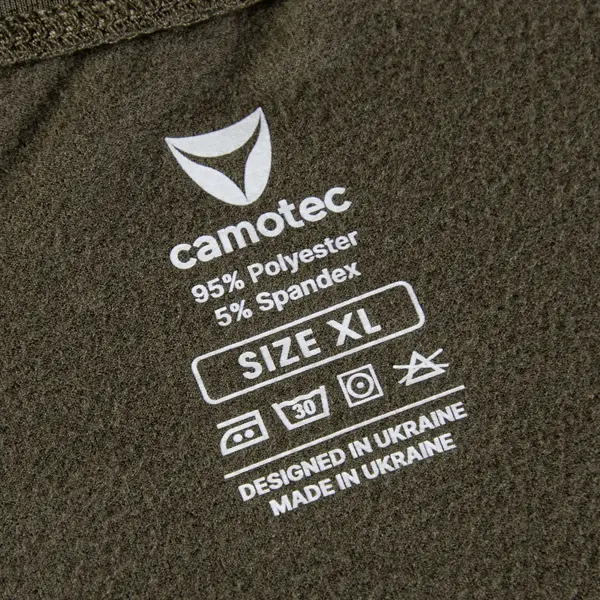 camotec
95% Polyester
5% Spandex
SIZE XL
30
DESIGNED IN UKRAINE
MADE IN UKRAINE